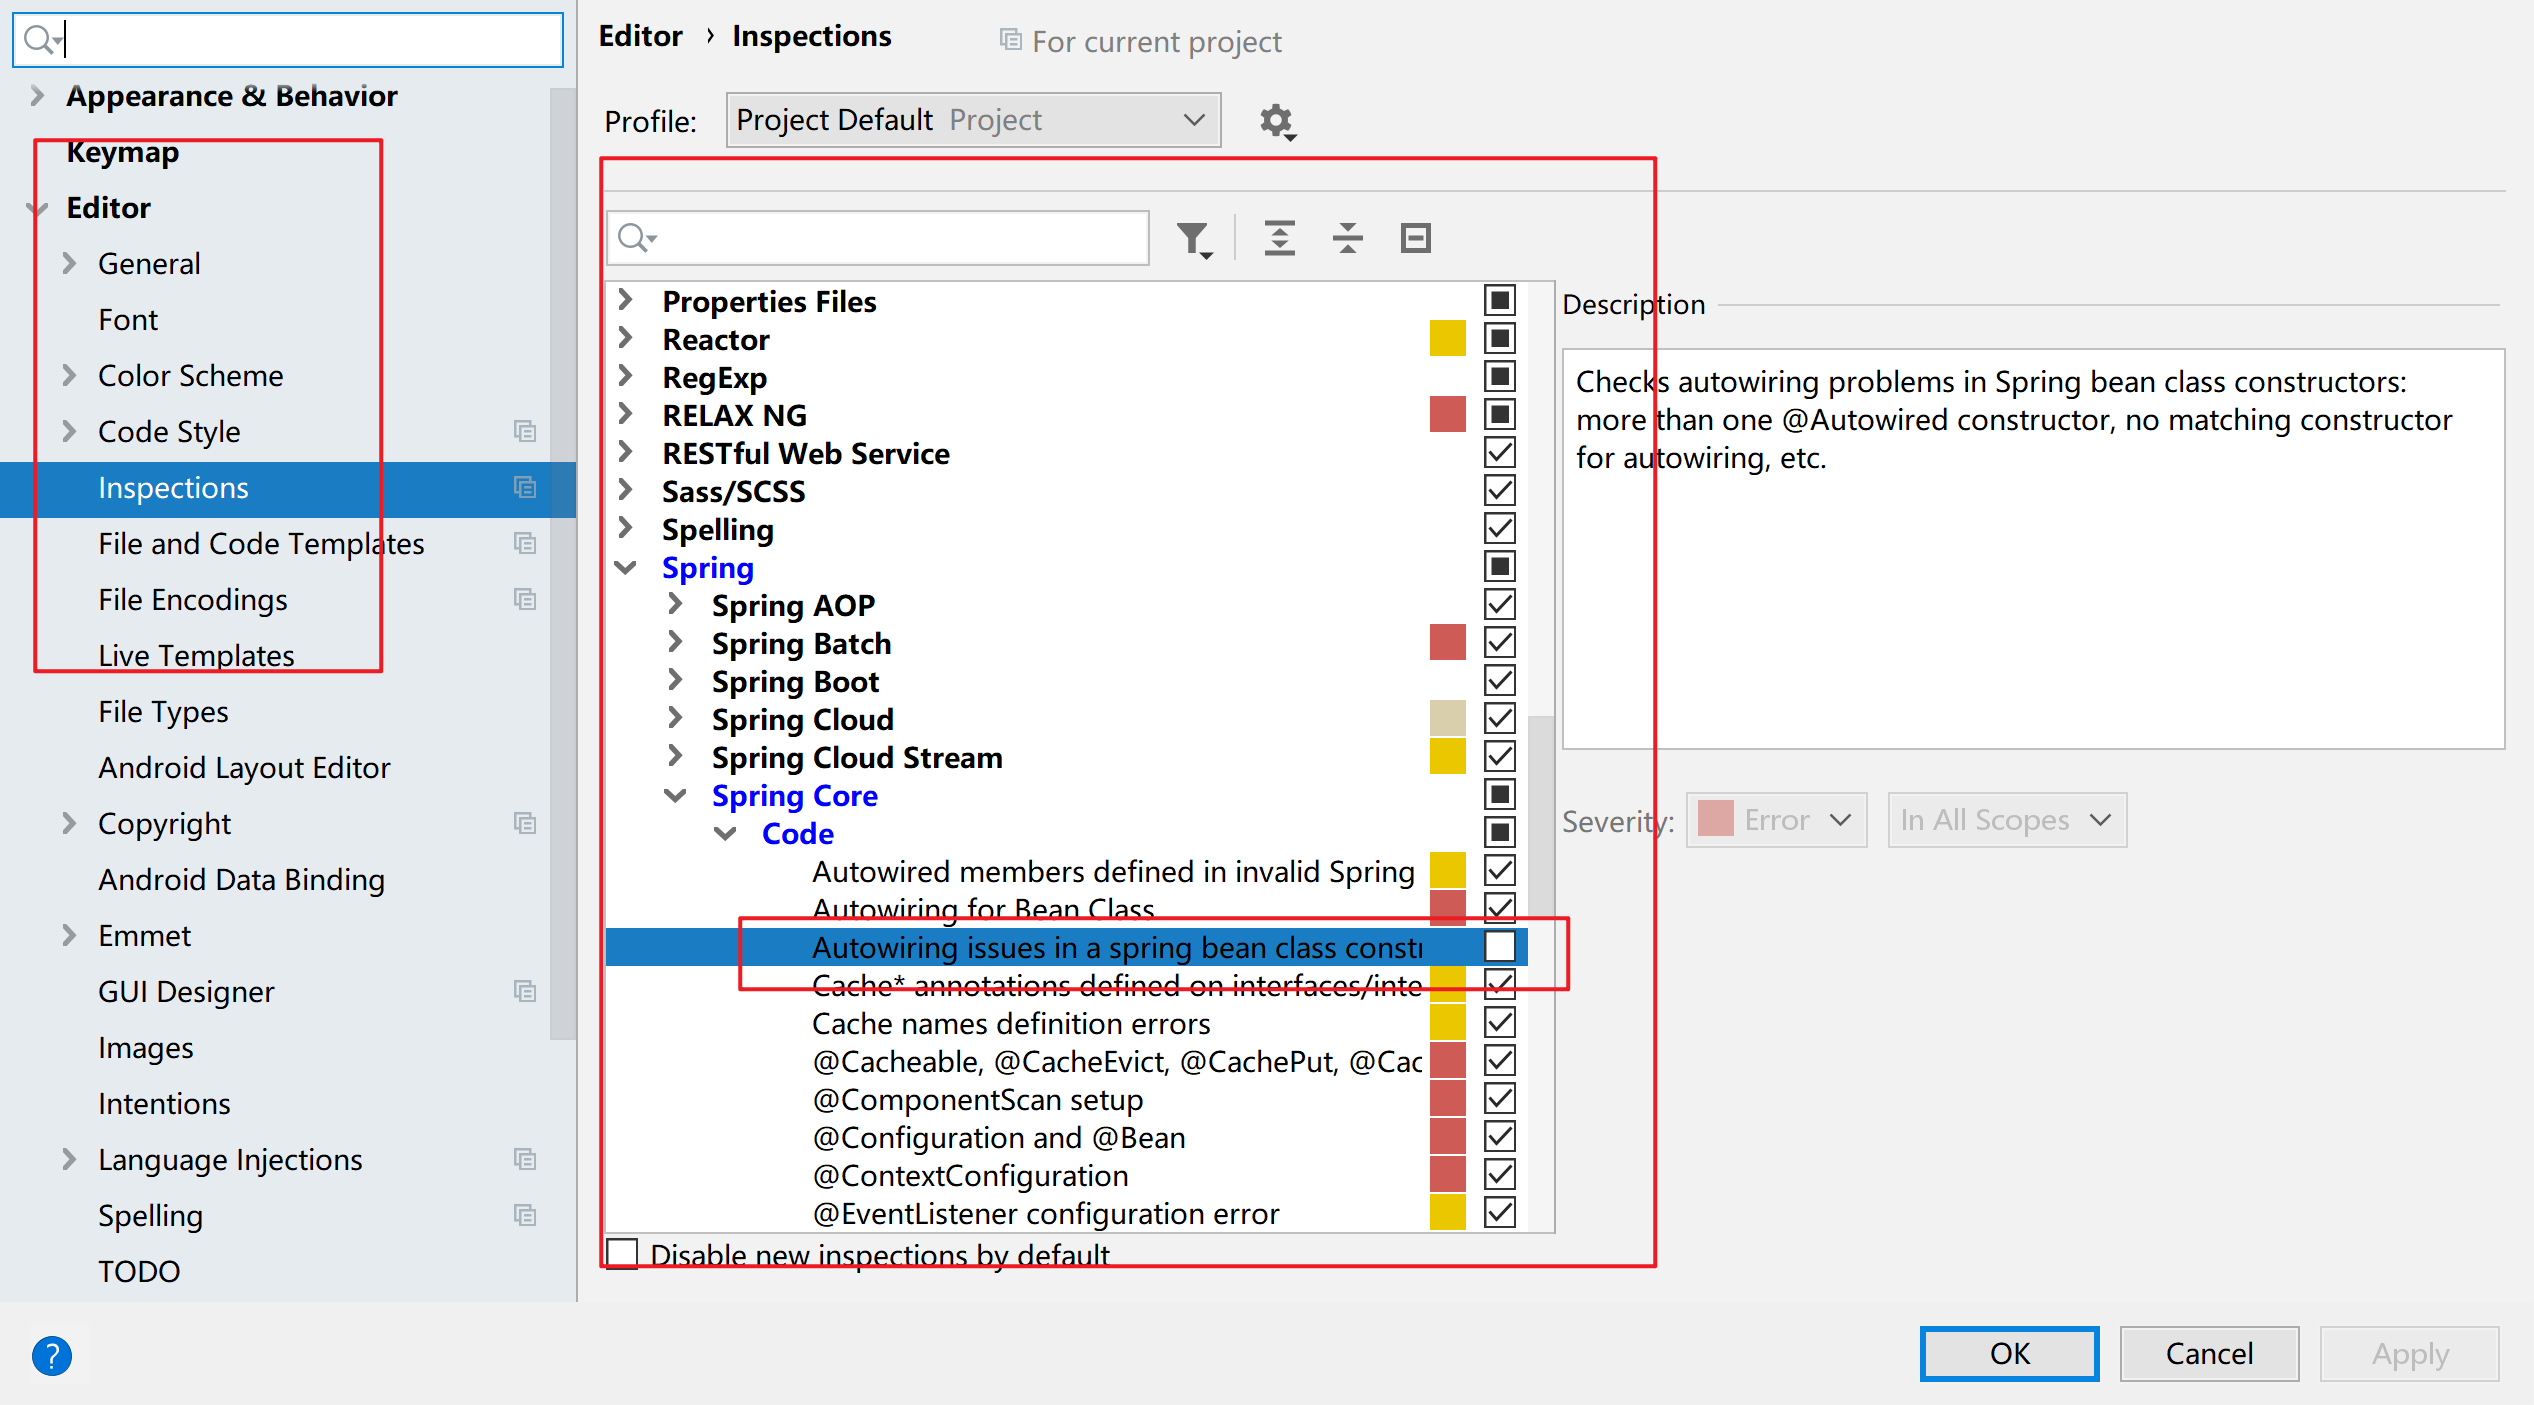 Appearance & Behavior
Keymap
Editor
General
Font
Color Scheme
Code Style
Inspections
File and Code Templates
File Encodings
Live Templates
File Types
Android Layout Editor
Copyright
Android Data Binding
Emmet
GUI Designer
Images
Intentions
Language Injections
Spelling
TODO
?
Editor › Inspections
For current project
Profile: Project Default Project
Properties Files
Reactor
RegExp
RELAX NG
RESTful Web Service
Sass/SCSS
Spelling
Spring
Spring AOP
Spring Batch
Spring Boot
Spring Cloud
Spring Cloud Stream
Spring Core
Code
Autowired members defined in invalid Spring
Autowiring for Bean Class
Autowiring issues in a spring bean class constr
Cache* annotations defined on interfaces/inte
Cache names definition errors
@Cacheable, @CacheEvict, @CachePut, @Cac
@ComponentScan setup
@Configuration and @Bean
@ContextConfiguration
@EventListener configuration error
Disable new inspections by default
Description
Checks autowiring problems in Spring bean class constructors:
more than one @Autowired constructor, no matching constructor
for autowiring, etc.
Severity: Error In All Scopes
OK Cancel Apply